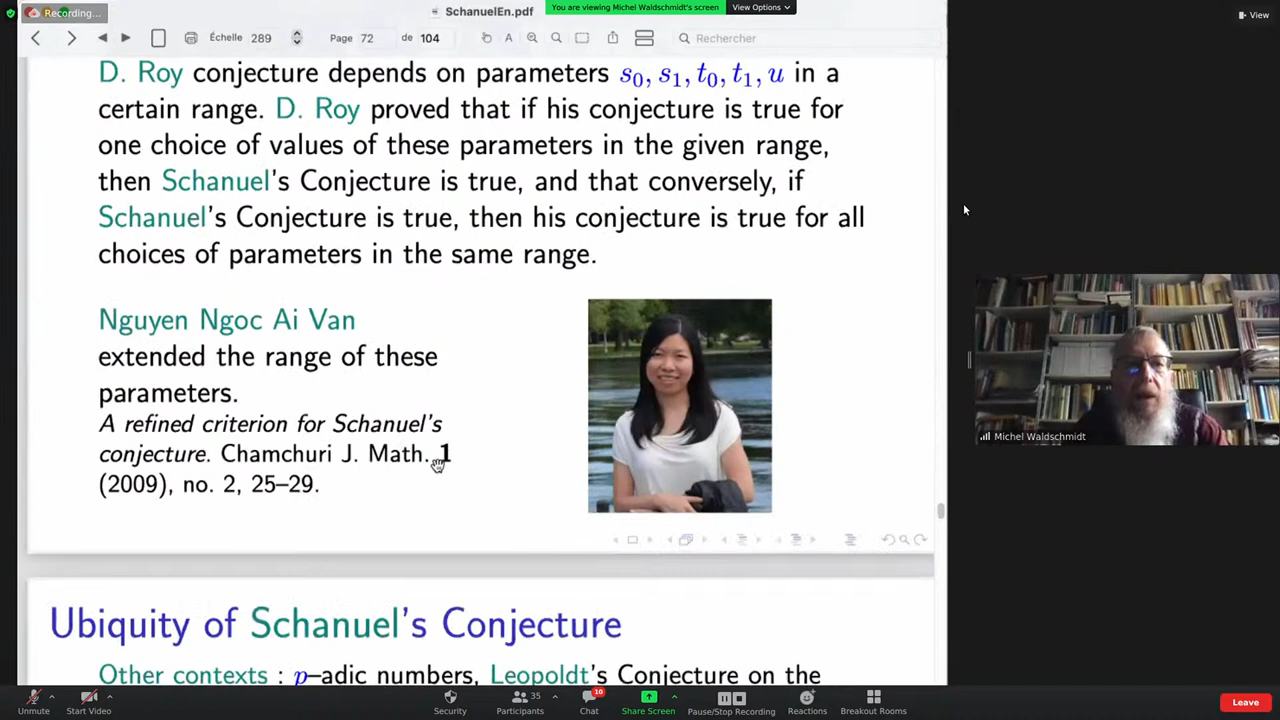 Recording...
SchanuelEn.pdf
You are viewing Michel Waldschmidt's screen
View Options
View
Échelle 289
Page 72 de 104
A
Rechercher
D. Roy conjecture depends on parameters s₀, s₁, t₀, t₁, u in a
certain range. D. Roy proved that if his conjecture is true for
one choice of values of these parameters in the given range,
then Schanuel's Conjecture is true, and that conversely, if
Schanuel's Conjecture is true, then his conjecture is true for all
choices of parameters in the same range.
Nguyen Ngoc Ai Van
extended the range of these
parameters.
A refined criterion for Schanuel's
conjecture. Chamchuri J. Math. 1
(2009), no. 2, 25–29.
Michel Waldschmidt
Ubiquity of Schanuel's Conjecture
Other contexts : p–adic numbers, Leopoldt's Conjecture on the
Unmute
Start Video
Security
35
Participants
10
Chat
Share Screen
Pause/Stop Recording
Reactions
Breakout Rooms
Leave